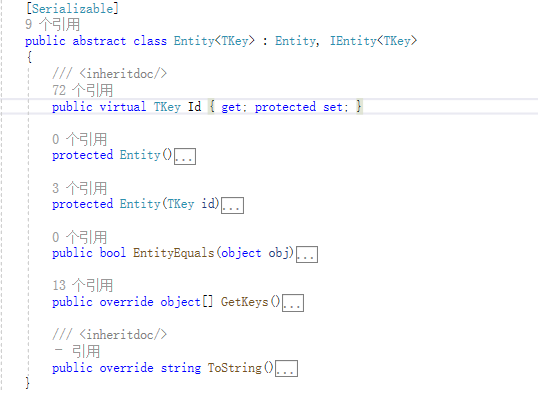 [Serializable]
9 个引用
public abstract class Entity<TKey> : Entity, IEntity<TKey>
{
/// <inheritdoc/>
72 个引用
public virtual TKey Id { get; protected set; }
0 个引用
protected Entity()...
3 个引用
protected Entity(TKey id)...
0 个引用
public bool EntityEquals(object obj)...
13 个引用
public override object[] GetKeys()...
/// <inheritdoc/>
- 引用
public override string ToString()...
}